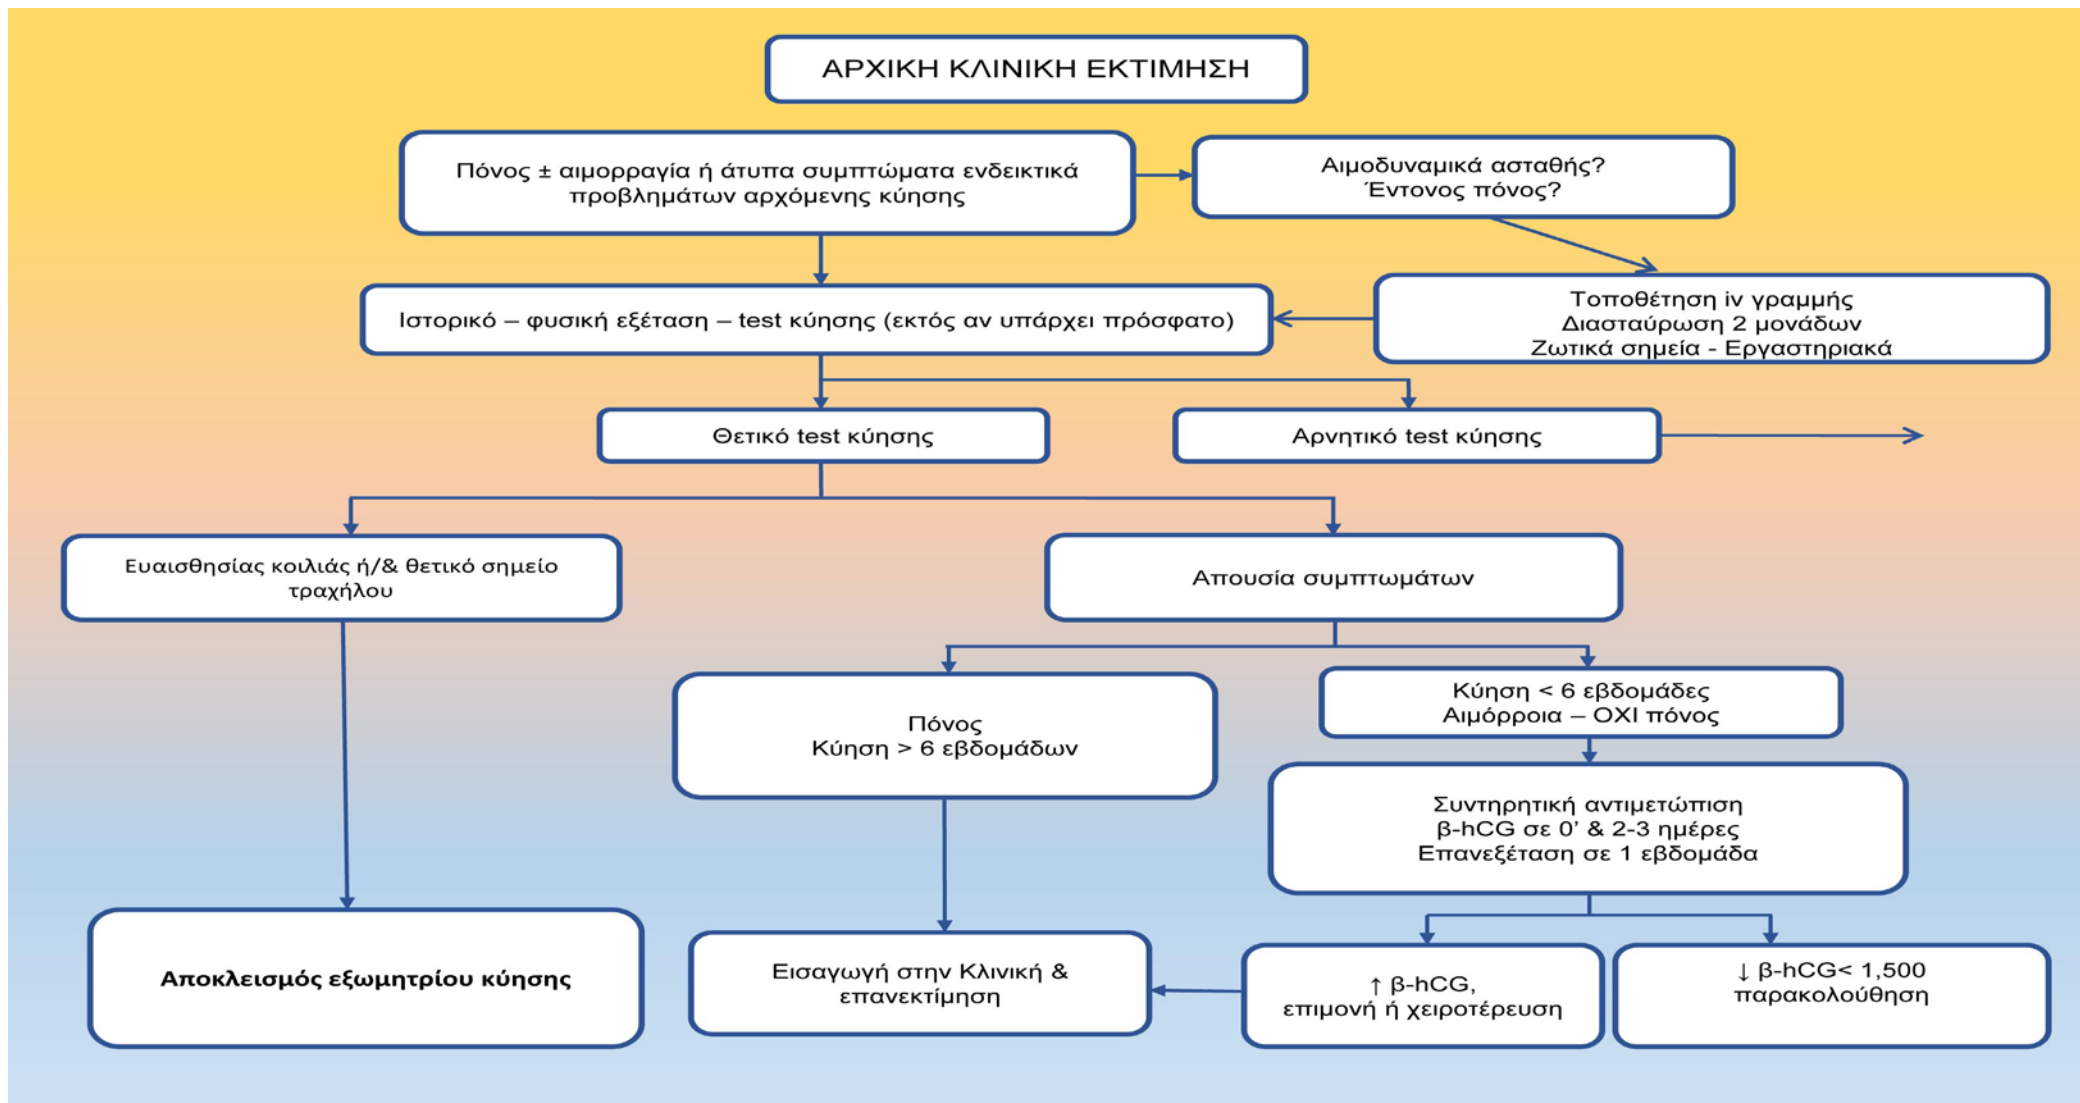 ΑΡΧΙΚΗ ΚΛΙΝΙΚΗ ΕΚΤΙΜΗΣΗ
Πόνος ± αιμορραγία ή άτυπα συμπτώματα ενδεικτικά
προβλημάτων αρχόμενης κύησης
Αιμοδυναμικά ασταθής?
Έντονος πόνος?
Τοποθέτηση iv γραμμής
Διασταύρωση 2 μονάδων
Ζωτικά σημεία - Εργαστηριακά
Ιστορικό – φυσική εξέταση – test κύησης (εκτός αν υπάρχει πρόσφατο)
Θετικό test κύησης
Αρνητικό test κύησης
Ευαισθησίας κοιλιάς ή/& θετικό σημείο
τραχήλου
Απουσία συμπτωμάτων
Πόνος
Κύηση > 6 εβδομάδων
Κύηση < 6 εβδομάδες
Αιμόρροια – ΟΧΙ πόνος
Συντηρητική αντιμετώπιση
β-hCG σε 0’ & 2-3 ημέρες
Επανεξέταση σε 1 εβδομάδα
Αποκλεισμός εξωμητρίου κύησης
Εισαγωγή στην Κλινική &
επανεκτίμηση
↑ β-hCG,
επιμονή ή χειροτέρευση
↓ β-hCG< 1,500
παρακολούθηση